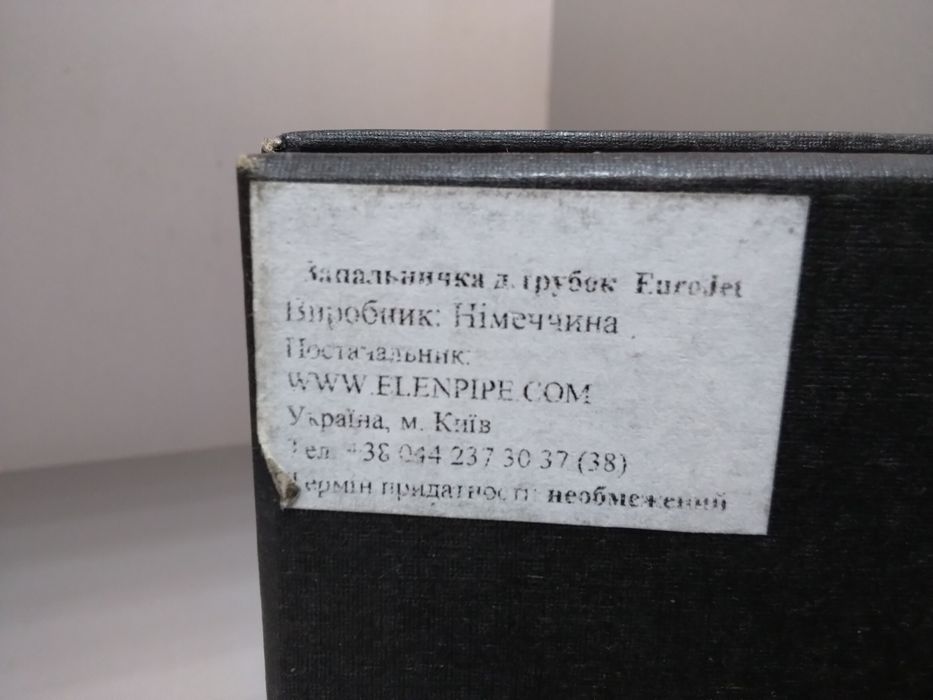 Запальничка д. трубок EuroJet
Виробник: Німеччина
Постачальник:
WWW.ELENPIPE.COM
Україна, м. Київ
Тел. +38 044 237 30 37 (38)
Термін придатності: необмежений